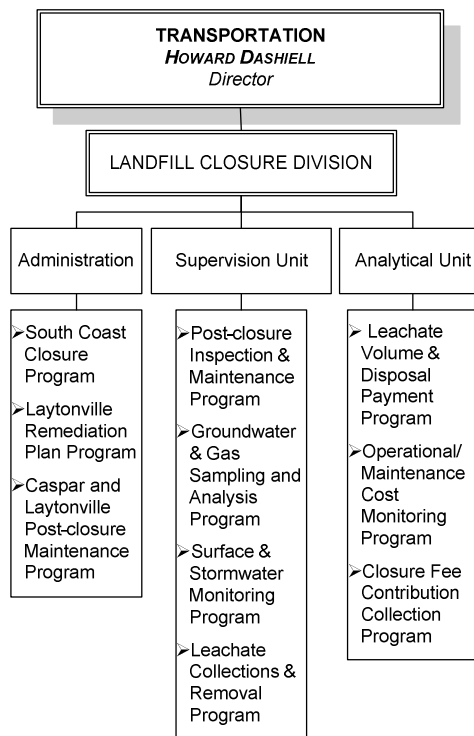 TRANSPORTATION
HOWARD DASHIELL
Director
LANDFILL CLOSURE DIVISION
Administration
Supervision Unit
Analytical Unit
➢South Coast
Closure
Program
➢Laytonville
Remediation
Plan Program
➢Caspar and
Laytonville
Post-closure
Maintenance
Program
➢Post-closure
Inspection &
Maintenance
Program
➢Groundwater
& Gas
Sampling and
Analysis
Program
➢Surface &
Stormwater
Monitoring
Program
➢Leachate
Collections &
Removal
Program
➢ Leachate
Volume &
Disposal
Payment
Program
➢Operational/
Maintenance
Cost
Monitoring
Program
➢Closure Fee
Contribution
Collection
Program